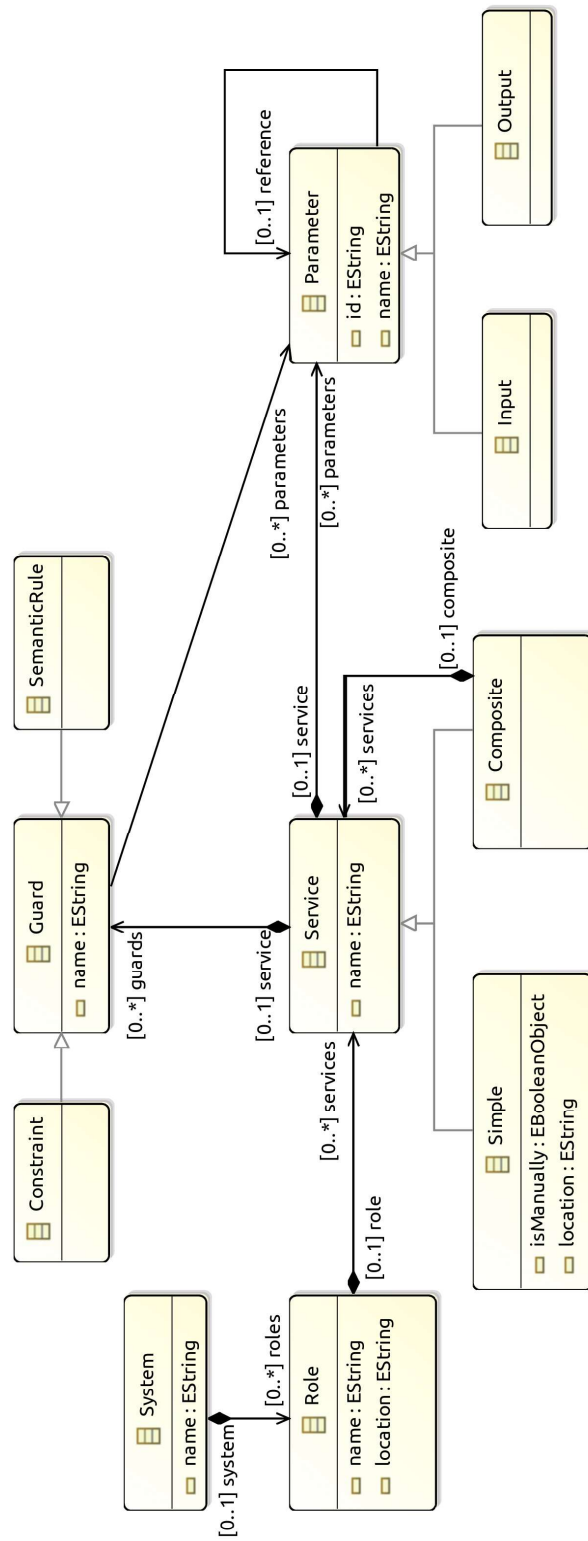 Constraint
Guard
name : EString
SemanticRule
[0..*] guards
System
name : EString
[0..1] system
[0..*] roles
[0..1] service
[0..*] parameters
[0..1] reference
Role
name : EString
location : EString
[0..1] role
[0..*] services
Service
name : EString
[0..1] service
[0..*] parameters
[0..*] services
Parameter
id : EString
name : EString
[0..1] composite
Simple
isManually : EBooleanObject
location : EString
Composite
Input
Output